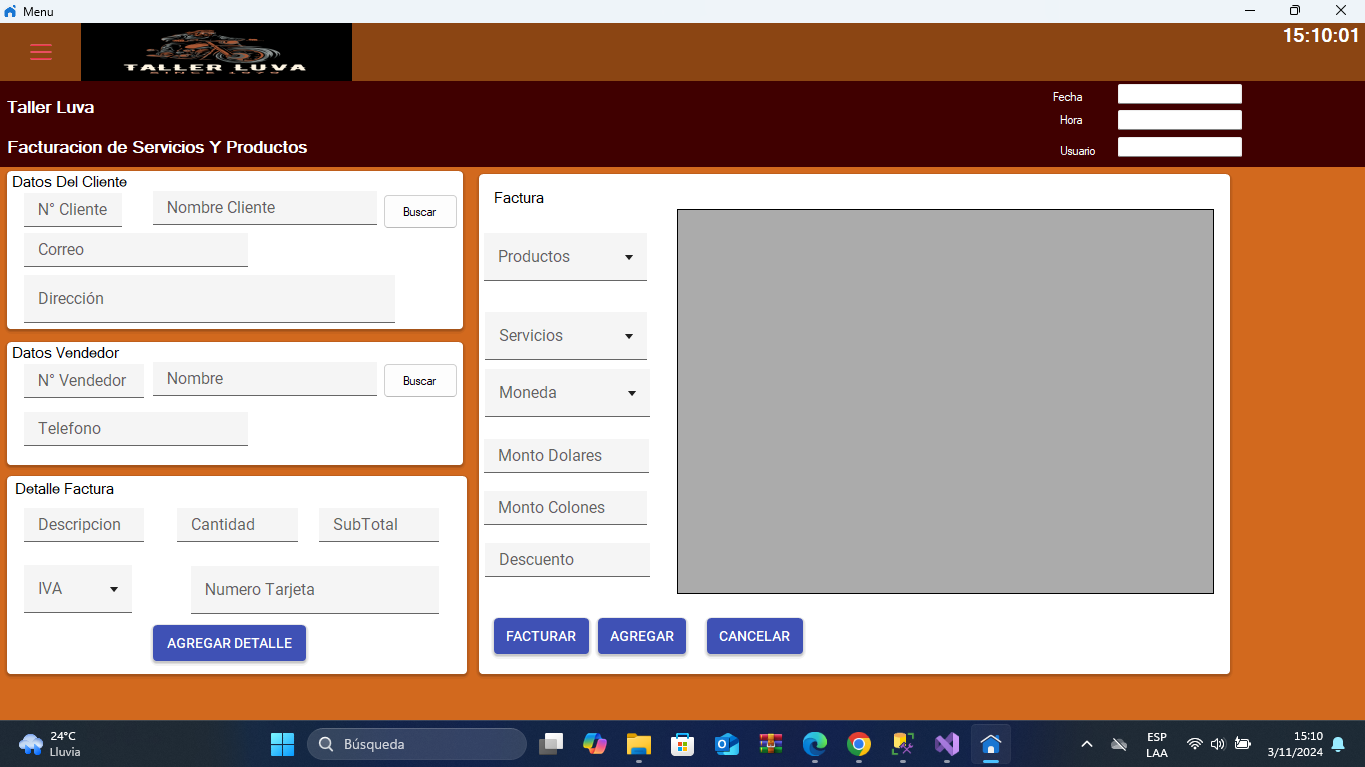 Menu
TALLER LUVA
SINCE 1970
15:10:01
Taller Luva
Facturacion de Servicios Y Productos
Fecha
Hora
Usuario
Datos Del Cliente
N° Cliente
Nombre Cliente
Buscar
Correo
Dirección
Datos Vendedor
N° Vendedor
Nombre
Buscar
Telefono
Detalle Factura
Descripcion
Cantidad
SubTotal
IVA
Numero Tarjeta
AGREGAR DETALLE
Factura
Productos
Servicios
Moneda
Monto Dolares
Monto Colones
Descuento
FACTURAR
AGREGAR
CANCELAR
24°C
Lluvia
Búsqueda
ESP
LAA
15:10
3/11/2024